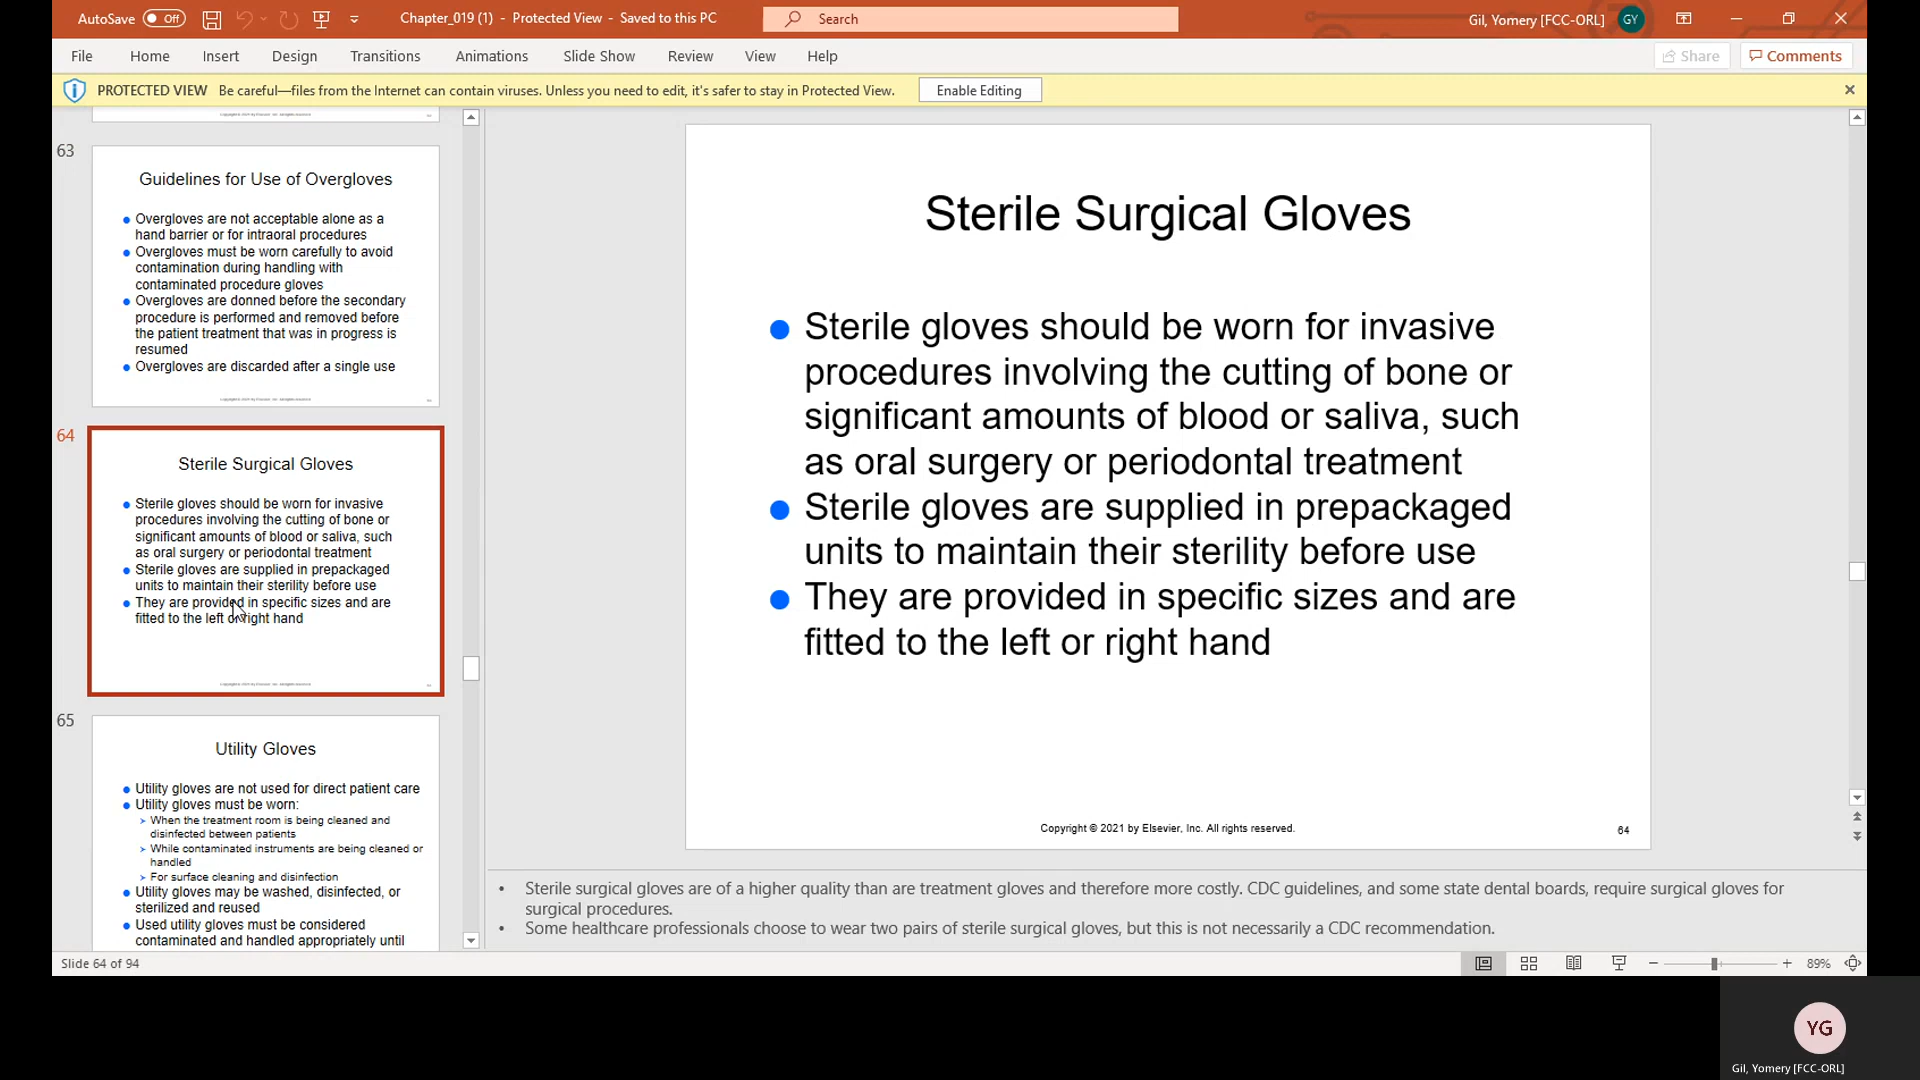 AutoSave Off
Chapter_019 (1) - Protected View - Saved to this PC
Search
Gil, Yomery [FCC-ORL] GY
File Home Insert Design Transitions Animations Slide Show Review View Help
Share Comments
PROTECTED VIEW Be careful—files from the Internet can contain viruses. Unless you need to edit, it's safer to stay in Protected View. Enable Editing
63
Guidelines for Use of Overgloves
Overgloves are not acceptable alone as a
hand barrier or for intraoral procedures
Overgloves must be worn carefully to avoid
contamination during handling with
contaminated procedure gloves
Overgloves are donned before the secondary
procedure is performed and removed before
the patient treatment that was in progress is
resumed
Overgloves are discarded after a single use
64
Sterile Surgical Gloves
Sterile gloves should be worn for invasive
procedures involving the cutting of bone or
significant amounts of blood or saliva, such
as oral surgery or periodontal treatment
Sterile gloves are supplied in prepackaged
units to maintain their sterility before use
They are provided in specific sizes and are
fitted to the left or right hand
65
Utility Gloves
Utility gloves are not used for direct patient care
Utility gloves must be worn:
When the treatment room is being cleaned and
disinfected between patients
While contaminated instruments are being cleaned or
handled
For surface cleaning and disinfection
Utility gloves may be washed, disinfected, or
sterilized and reused
Used utility gloves must be considered
contaminated and handled appropriately until
Sterile Surgical Gloves
Sterile gloves should be worn for invasive
procedures involving the cutting of bone or
significant amounts of blood or saliva, such
as oral surgery or periodontal treatment
Sterile gloves are supplied in prepackaged
units to maintain their sterility before use
They are provided in specific sizes and are
fitted to the left or right hand
Copyright © 2021 by Elsevier, Inc. All rights reserved.
64
Sterile surgical gloves are of a higher quality than are treatment gloves and therefore more costly. CDC guidelines, and some state dental boards, require surgical gloves for
surgical procedures.
Some healthcare professionals choose to wear two pairs of sterile surgical gloves, but this is not necessarily a CDC recommendation.
Slide 64 of 94
89%
YG
Gil, Yomery [FCC-ORL]